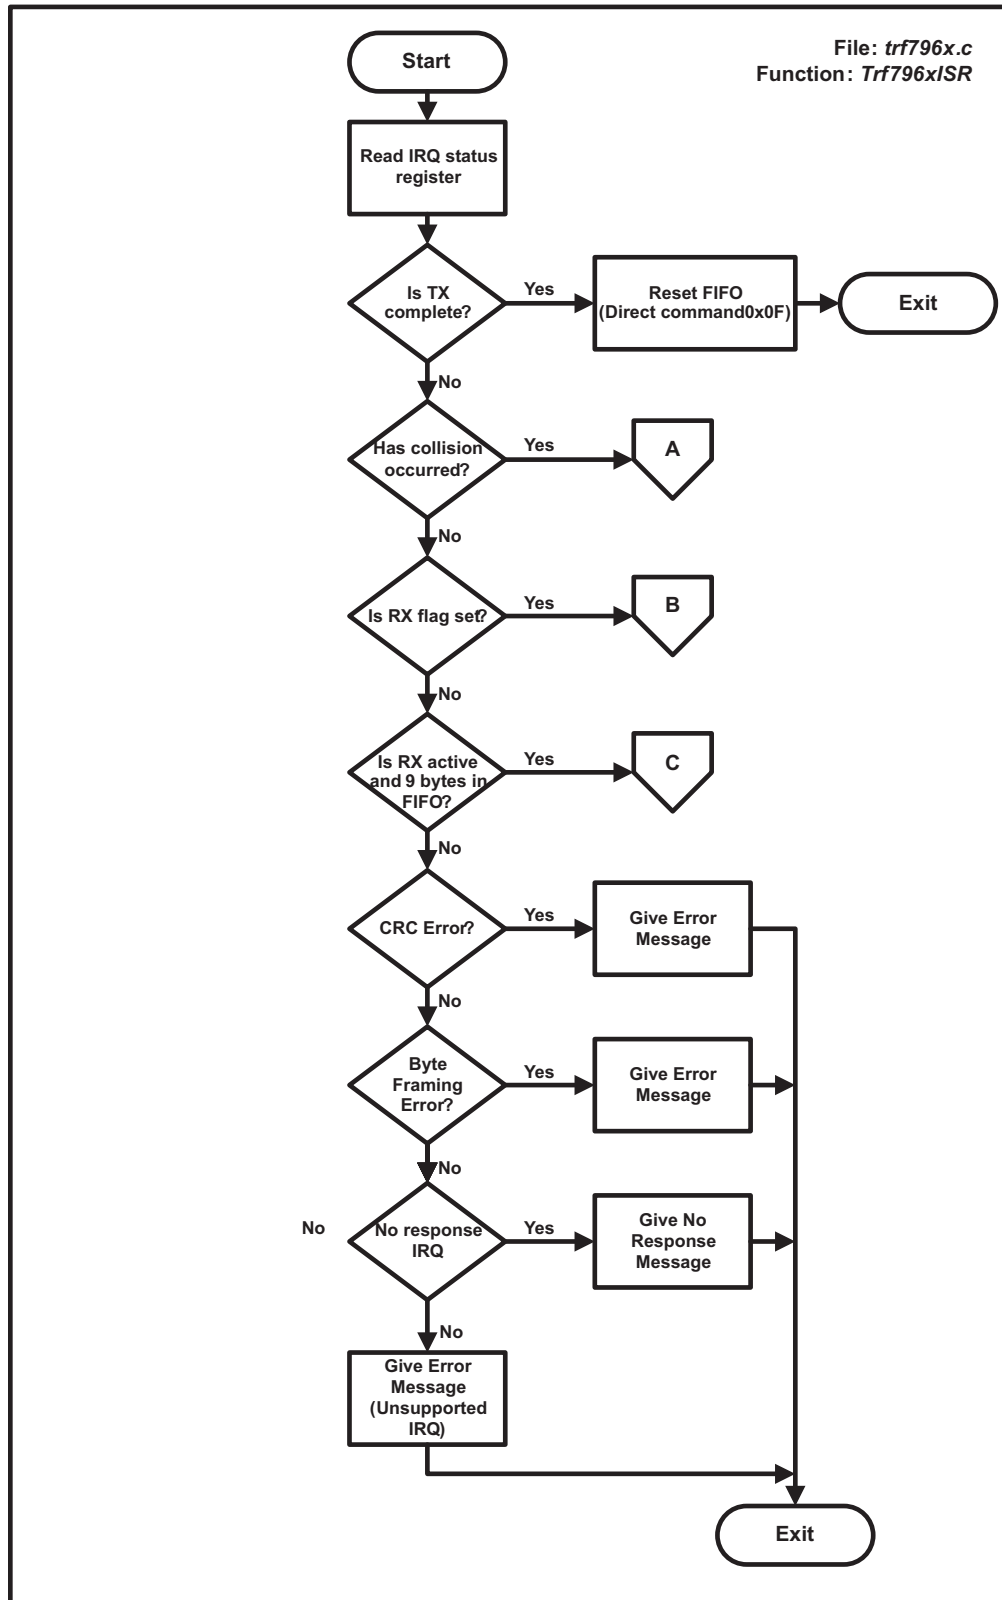 File: trf796x.c
Function: Trf796xISR
Start
Read IRQ status
register
Is TX
complete?
Yes
Reset FIFO
(Direct command0x0F)
Exit
No
Has collision
occurred?
Yes
A
No
Is RX flag set?
Yes
B
No
Is RX active
and 9 bytes in
FIFO?
Yes
C
No
CRC Error?
Yes
Give Error
Message
No
Byte
Framing
Error?
Yes
Give Error
Message
No
No
No response
IRQ
Yes
Give No
Response
Message
No
Give Error
Message
(Unsupported
IRQ)
Exit